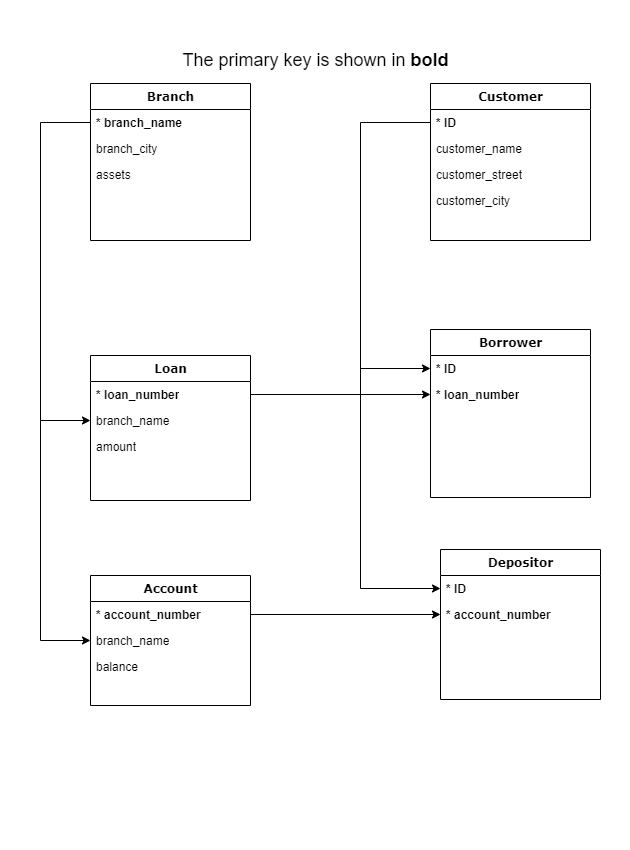 The primary key is shown in bold
Branch
* branch_name
branch_city
assets
Customer
* ID
customer_name
customer_street
customer_city
Loan
* loan_number
branch_name
amount
Borrower
* ID
* loan_number
Account
* account_number
branch_name
balance
Depositor
* ID
* account_number